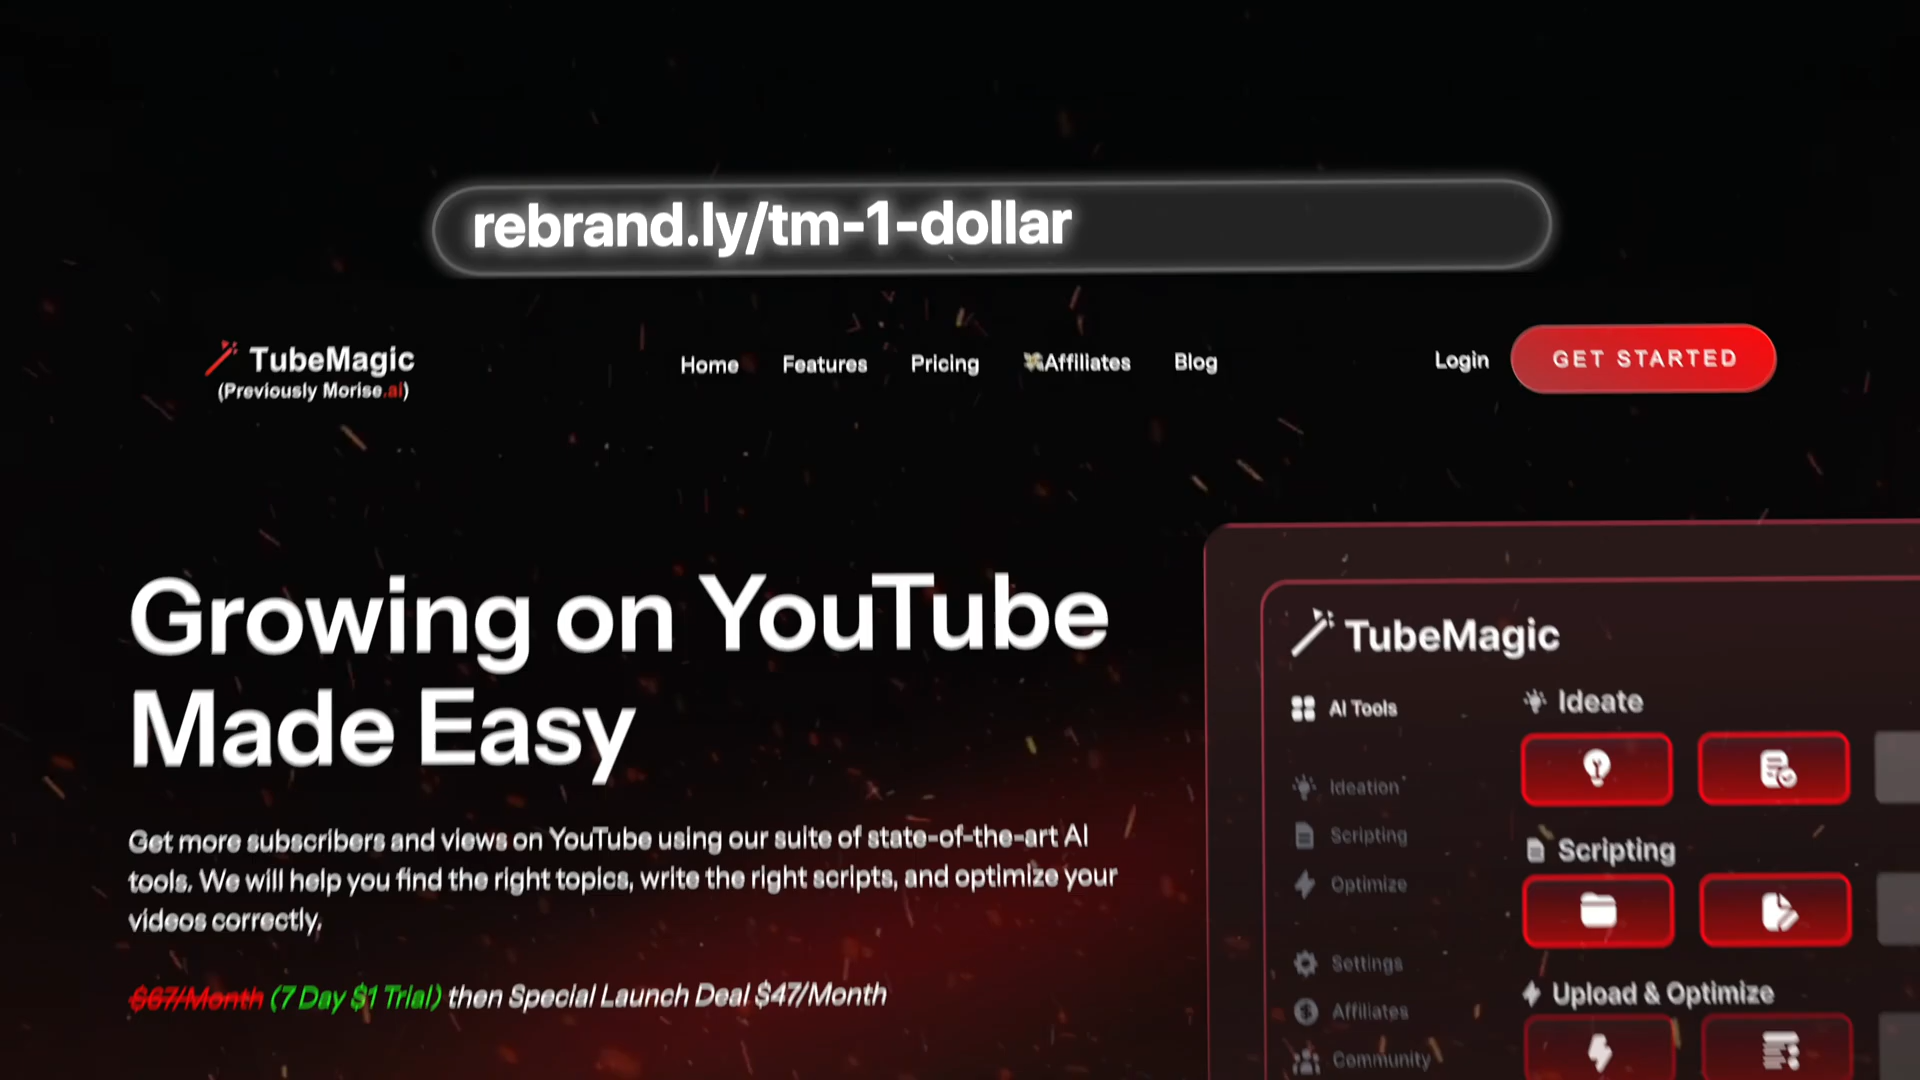 rebrand.ly/tm-1-dollar
TubeMagic
(Previously Morise.ai)
Home
Features
Pricing
Affiliates
Blog
Login
GET STARTED
Growing on YouTube
Made Easy
Get more subscribers and views on YouTube using our suite of state-of-the-art AI
tools. We will help you find the right topics, write the right scripts, and optimize your
videos correctly.
$67/Month (7 Day $1 Trial) then Special Launch Deal $47/Month
TubeMagic
AI Tools
Ideation
Scripting
Optimize
Settings
Affiliates
Community
Ideate
Scripting
Upload & Optimize